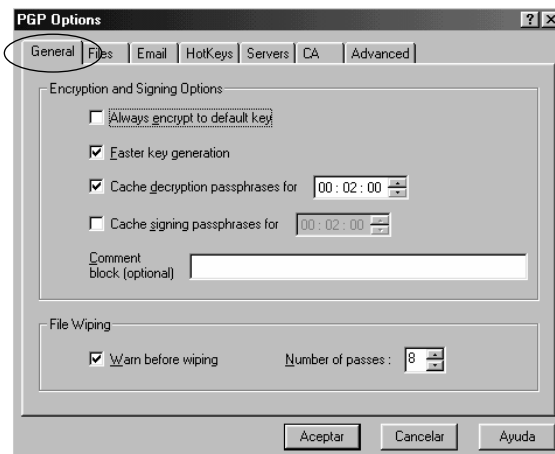 PGP Options
General Files Email HotKeys Servers CA Advanced
Encryption and Signing Options
Always encrypt to default key
Faster key generation
Cache decryption passphrases for 00 : 02 : 00
Cache signing passphrases for 00 : 02 : 00
Comment
block (optional)
File Wiping
Warn before wiping Number of passes : 8
Aceptar Cancelar Ayuda